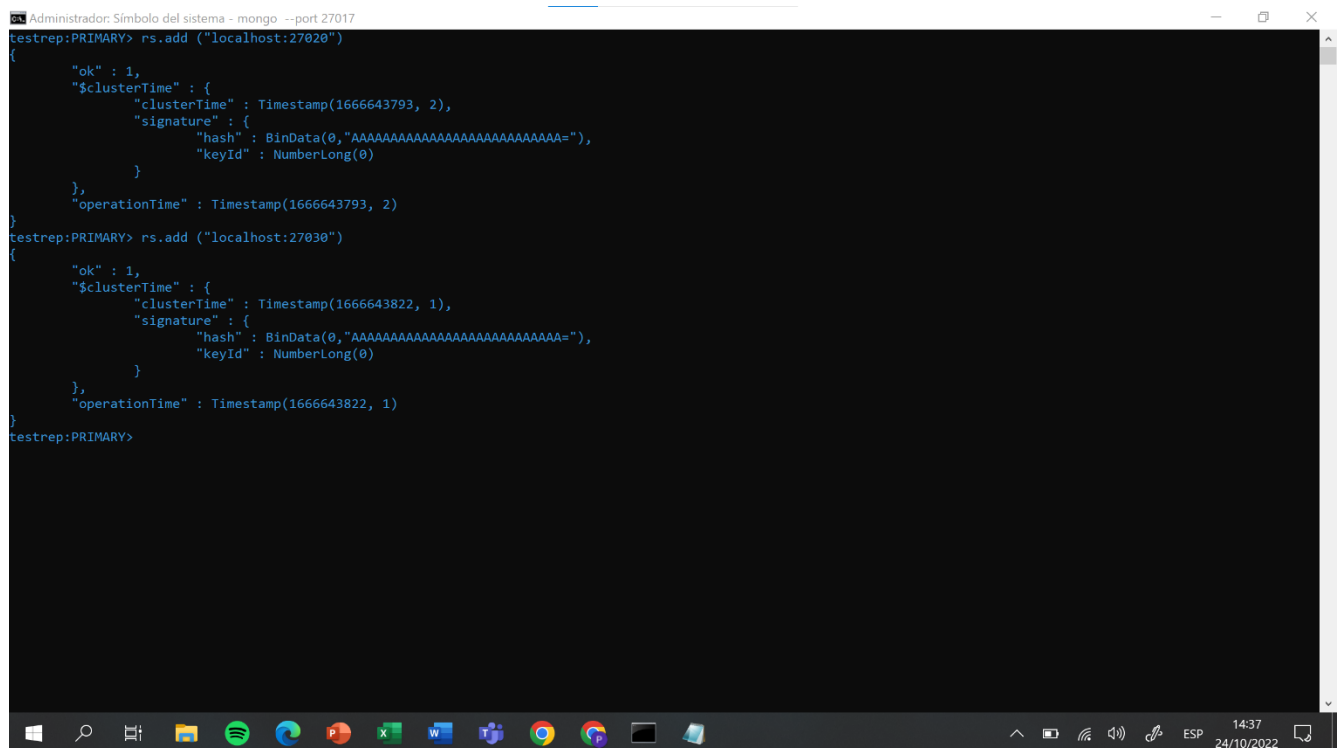 Administrador: Símbolo del sistema - mongo --port 27017
testrep:PRIMARY> rs.add ("localhost:27020")
{
        "ok" : 1,
        "$clusterTime" : {
                "clusterTime" : Timestamp(1666643793, 2),
                "signature" : {
                        "hash" : BinData(0,"AAAAAAAAAAAAAAAAAAAAAAAAAAA="),
                        "keyId" : NumberLong(0)
                }
        },
        "operationTime" : Timestamp(1666643793, 2)
}
testrep:PRIMARY> rs.add ("localhost:27030")
{
        "ok" : 1,
        "$clusterTime" : {
                "clusterTime" : Timestamp(1666643822, 1),
                "signature" : {
                        "hash" : BinData(0,"AAAAAAAAAAAAAAAAAAAAAAAAAAA="),
                        "keyId" : NumberLong(0)
                }
        },
        "operationTime" : Timestamp(1666643822, 1)
}
testrep:PRIMARY>
ESP
14:37
24/10/2022